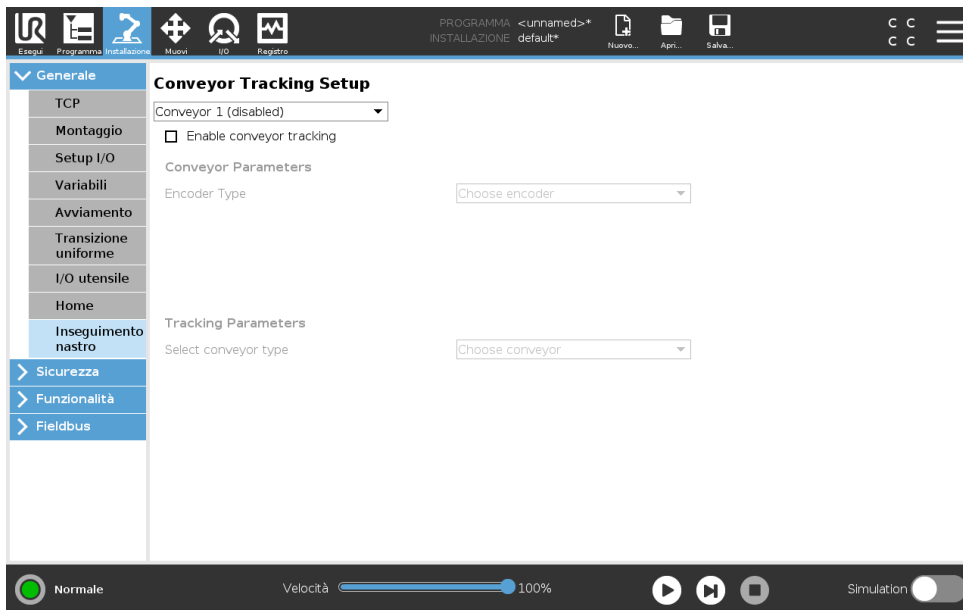 UR
PROGRAMMA <unnamed>*
INSTALLAZIONE default*
Esegui
Programma
Installazione
Muovi
I/O
Registro
Nuovo...
Apri...
Salva...
C C
C C
Generale
TCP
Montaggio
Setup I/O
Variabili
Avviamento
Transizione
uniforme
I/O utensile
Home
Inseguimento
nastro
Sicurezza
Funzionalità
Fieldbus
Conveyor Tracking Setup
Conveyor 1 (disabled)
Enable conveyor tracking
Conveyor Parameters
Encoder Type
Choose encoder
Tracking Parameters
Select conveyor type
Choose conveyor
Normale
Velocità
100%
Simulation